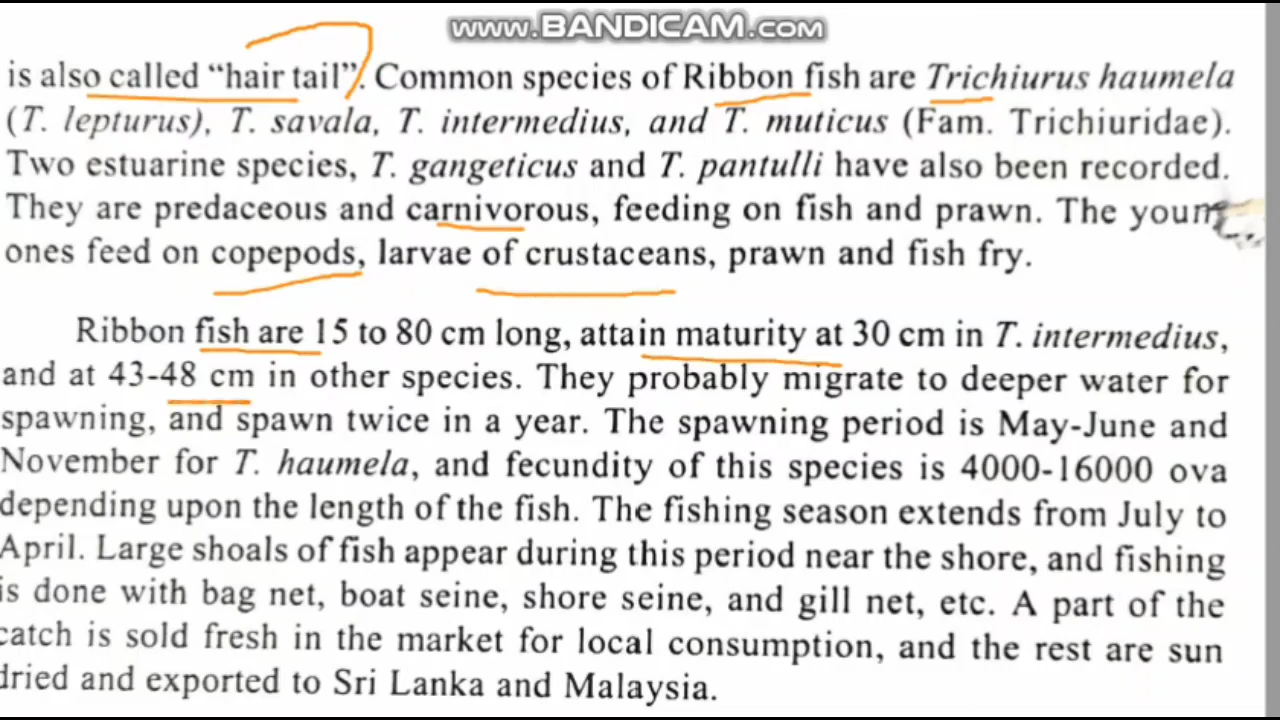 www.BANDICAM.com
is also called “hair tail”. Common species of Ribbon fish are Trichiurus haumela
(T. lepturus), T. savala, T. intermedius, and T. muticus (Fam. Trichiuridae).
Two estuarine species, T. gangeticus and T. pantulli have also been recorded.
They are predaceous and carnivorous, feeding on fish and prawn. The
ones feed on copepods, larvae of crustaceans, prawn and fish fry.
Ribbon fish are 15 to 80 cm long, attain maturity at 30 cm in T. intermedius,
and at 43-48 cm in other species. They probably migrate to deeper water for
spawning, and spawn twice in a year. The spawning period is May-June and
November for T. haumela, and fecundity of this species is 4000-16000 ova
depending upon the length of the fish. The fishing season extends from July to
April. Large shoals of fish appear during this period near the shore, and fishing
is done with bag net, boat seine, shore seine, and gill net, etc. A part of the
catch is sold fresh in the market for local consumption, and the rest are sun
dried and exported to Sri Lanka and Malaysia.